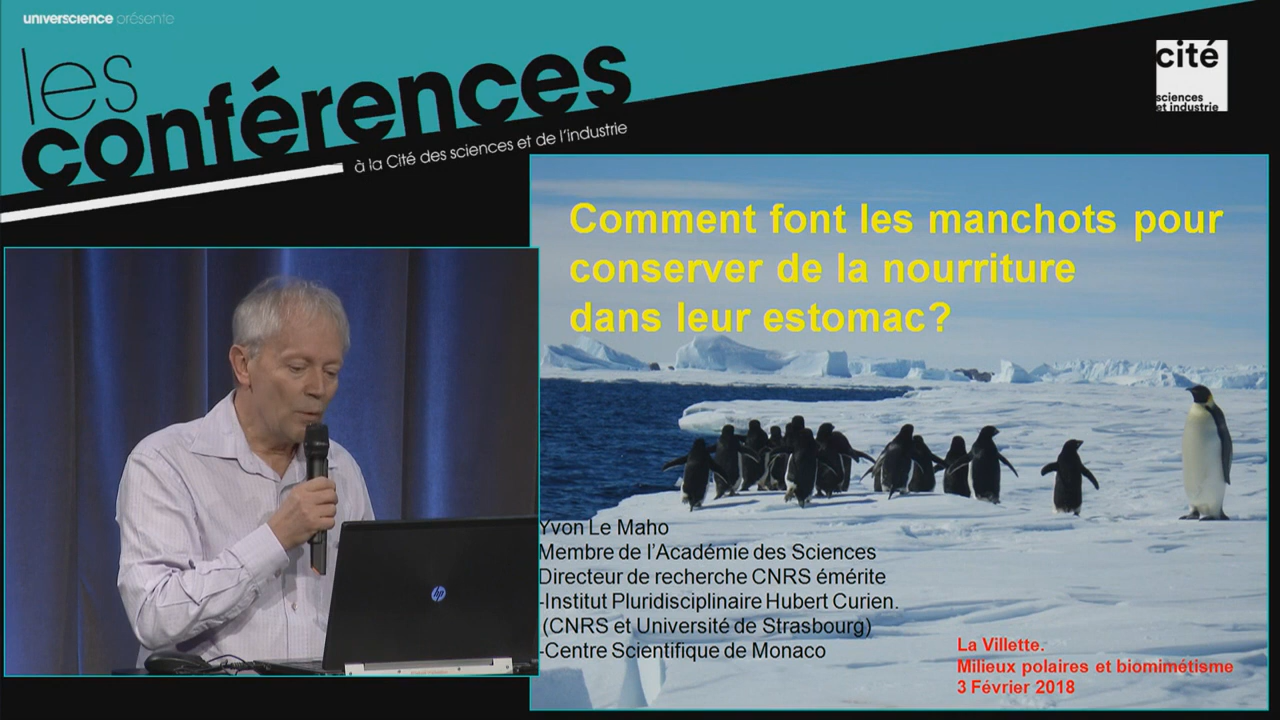 universcience présente
les
conférences
à la Cité des sciences et de l'industrie
cité
sciences
et industrie
Comment font les manchots pour
conserver de la nourriture
dans leur estomac?
Yvon Le Maho
Membre de l'Académie des Sciences
Directeur de recherche CNRS émérite
-Institut Pluridisciplinaire Hubert Curien.
(CNRS et Université de Strasbourg)
-Centre Scientifique de Monaco
La Villette.
Milieux polaires et biomimétisme
3 Février 2018
hp